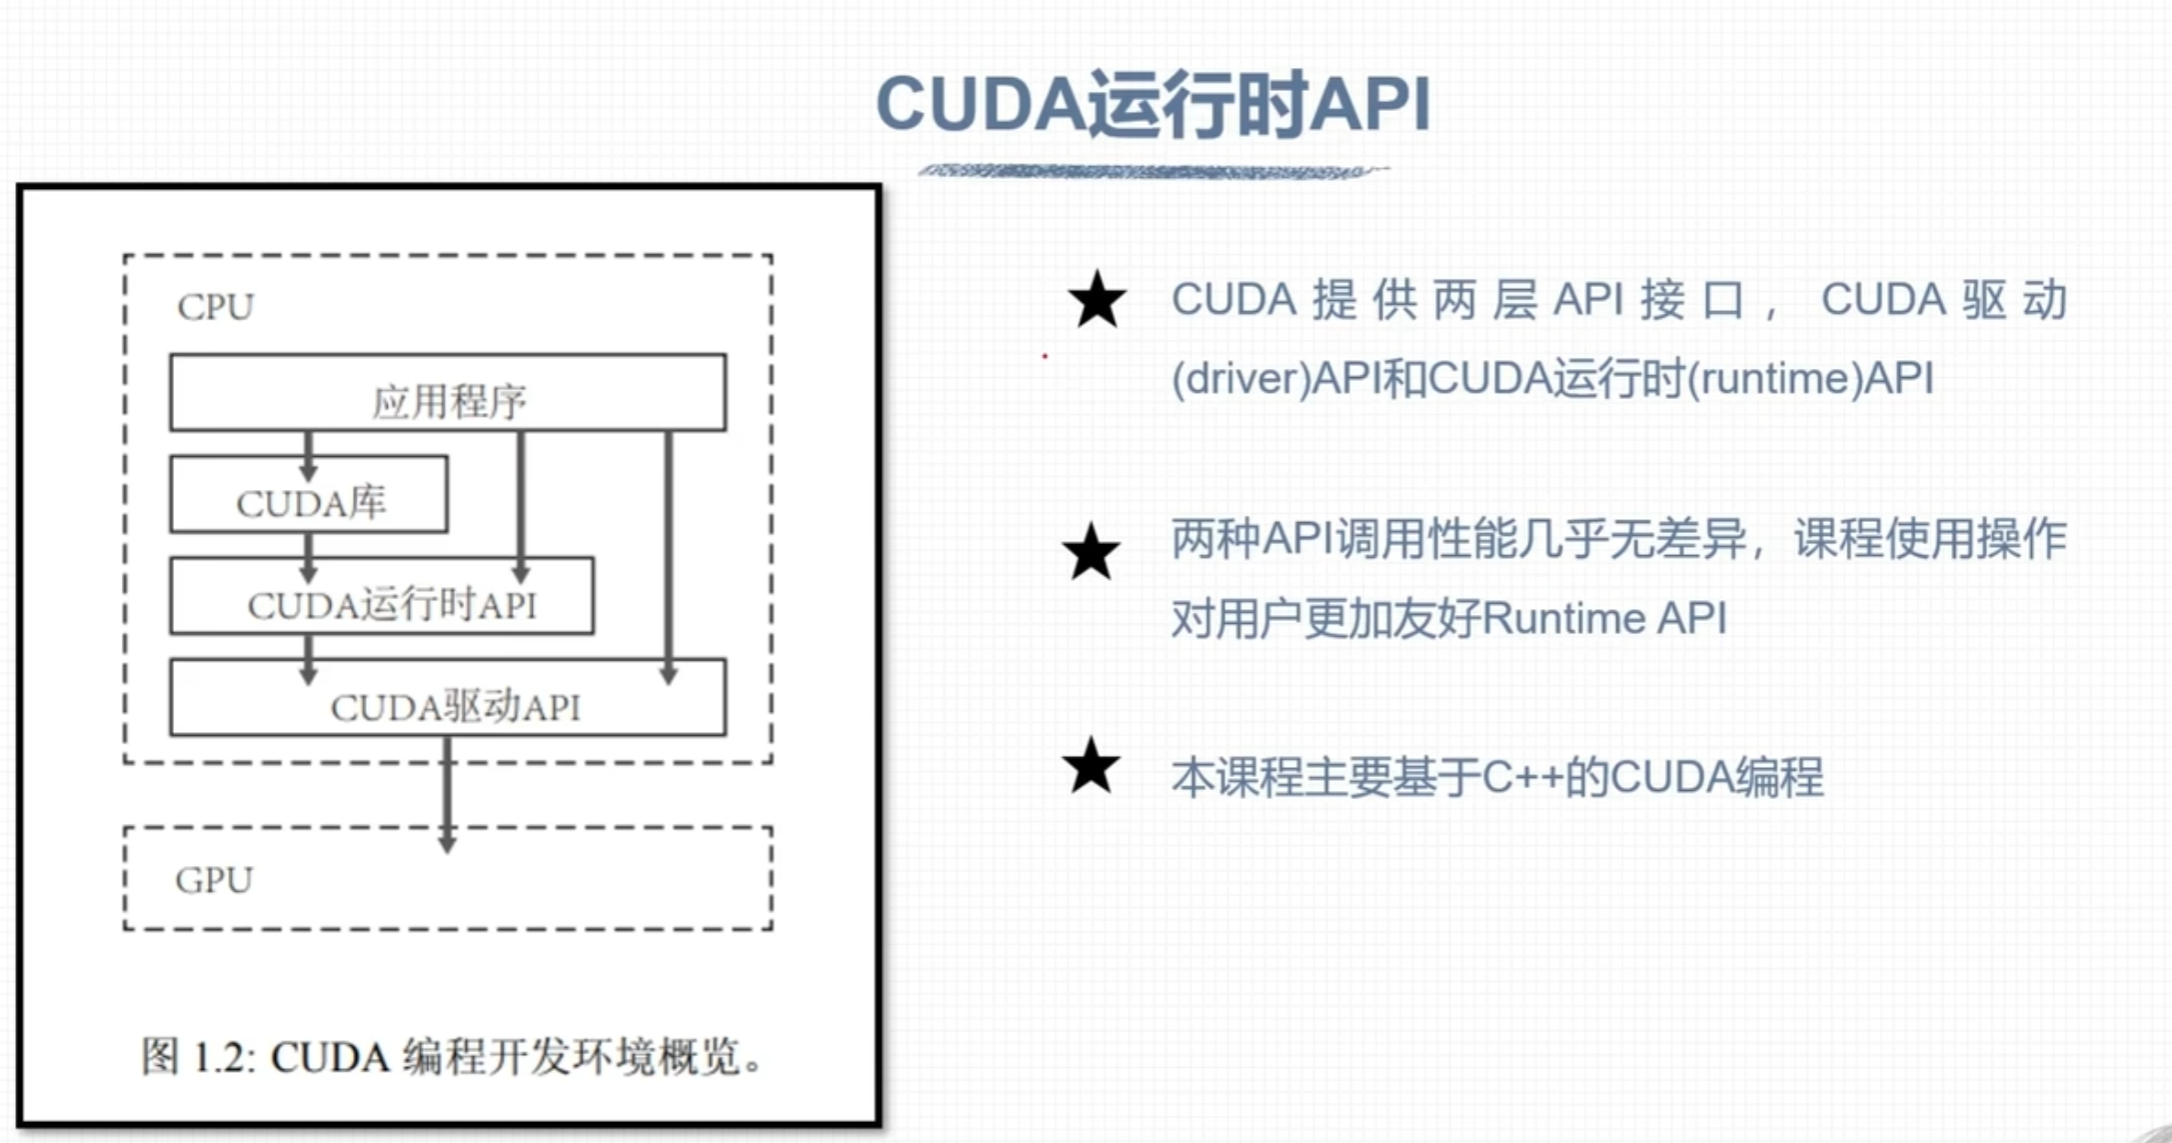 CUDA运行时API
CPU
应用程序
CUDA库
CUDA运行时API
CUDA驱动API
GPU
图 1.2: CUDA 编程开发环境概览。
CUDA提供两层API接口，CUDA驱动
(driver)API和CUDA运行时(runtime)API
两种API调用性能几乎无差异，课程使用操作
对用户更加友好Runtime API
本课程主要基于C++的CUDA编程